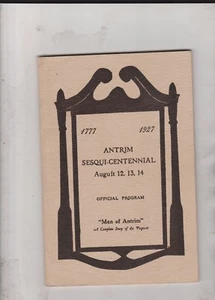 1777 1927
ANTRIM
SESQUI-CENTENNIAL
August 12, 13, 14
OFFICIAL PROGRAM
"Men of Antrim"
A Complete Story of the Pageant